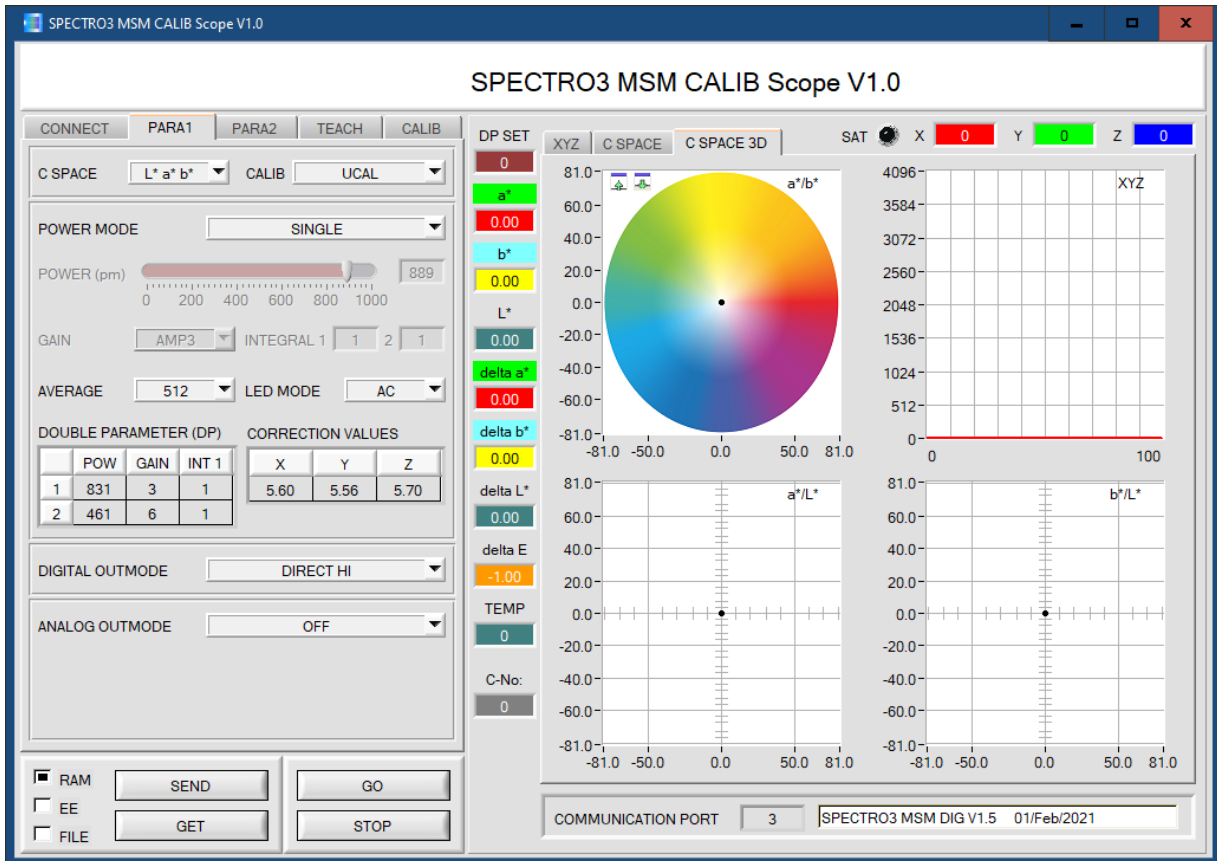 SPECTRO3 MSM CALIB Scope V1.0
SPECTRO3 MSM CALIB Scope V1.0
CONNECT PARA1 PARA2 TEACH CALIB
C SPACE L* a* b* CALIB UCAL
POWER MODE SINGLE
POWER (pm) 889
0 200 400 600 800 1000
GAIN AMP3 INTEGRAL 1 1 2 1
AVERAGE 512 LED MODE AC
DOUBLE PARAMETER (DP) CORRECTION VALUES
POW GAIN INT 1 X Y Z
1 831 3 1 5.60 5.56 5.70
2 461 6 1
DIGITAL OUTMODE DIRECT HI
ANALOG OUTMODE OFF
RAM
EE
FILE
SEND GO
GET STOP
DP SET
0
a*
0.00
b*
0.00
L*
0.00
delta a*
0.00
delta b*
0.00
delta L*
0.00
delta E
-1.00
TEMP
0
C-No:
0
XYZ C SPACE C SPACE 3D SAT X 0 Y 0 Z 0
a*/b*
81.0
60.0
40.0
20.0
0.0
-20.0
-40.0
-60.0
-81.0
-81.0 -50.0 0.0 50.0 81.0
XYZ
4096
3584
3072
2560
2048
1536
1024
512
0
0 100
a*/L*
81.0
60.0
40.0
20.0
0.0
-20.0
-40.0
-60.0
-81.0
-81.0 -50.0 0.0 50.0 81.0
b*/L*
81.0
60.0
40.0
20.0
0.0
-20.0
-40.0
-60.0
-81.0
-81.0 -50.0 0.0 50.0 81.0
COMMUNICATION PORT 3 SPECTRO3 MSM DIG V1.5 01/Feb/2021